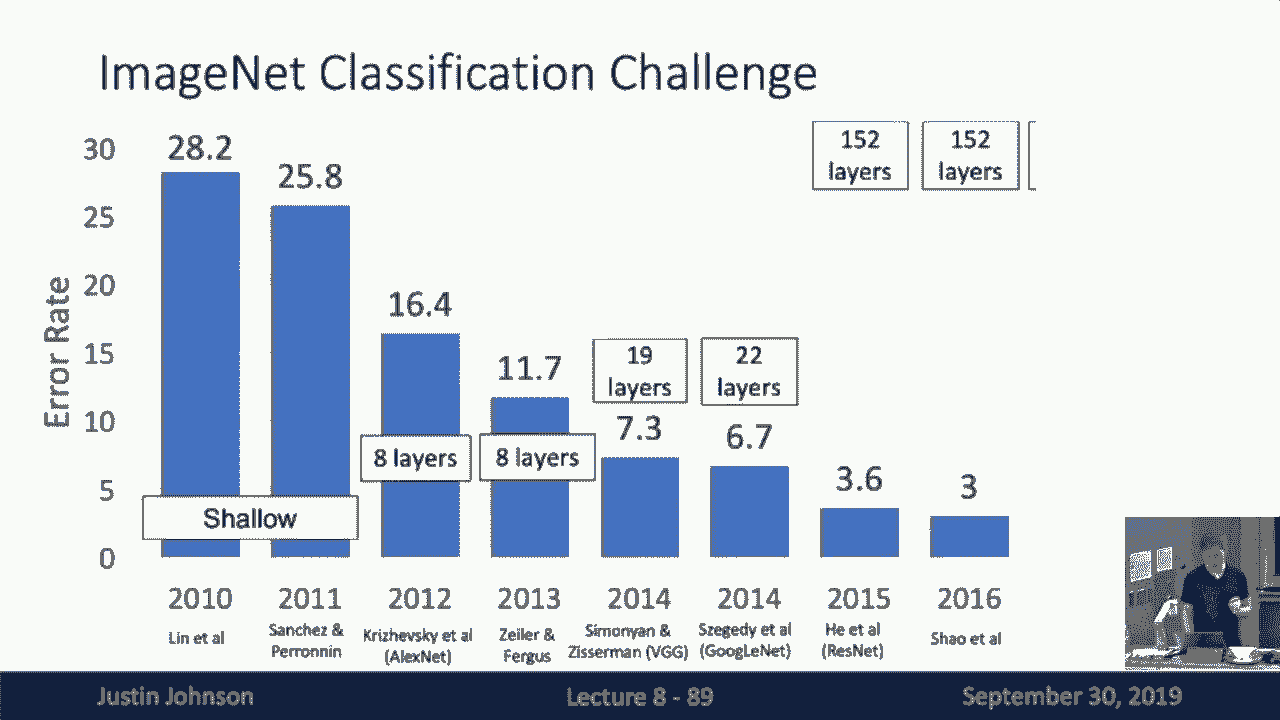 ImageNet Classification Challenge
Error Rate
30
25
20
15
10
5
0
28.2
25.8
16.4
11.7
7.3
6.7
3.6
3
Shallow
8 layers
8 layers
19
layers
22
layers
152
layers
152
layers
2010
2011
2012
2013
2014
2014
2015
2016
Lin et al
Sanchez &
Perronnin
Krizhevsky et al
(AlexNet)
Zeiler &
Fergus
Simonyan &
Zisserman (VGG)
Szegedy et al
(GoogLeNet)
He et al
(ResNet)
Shao et al
Justin Johnson
Lecture 8 - 89
September 30, 2019